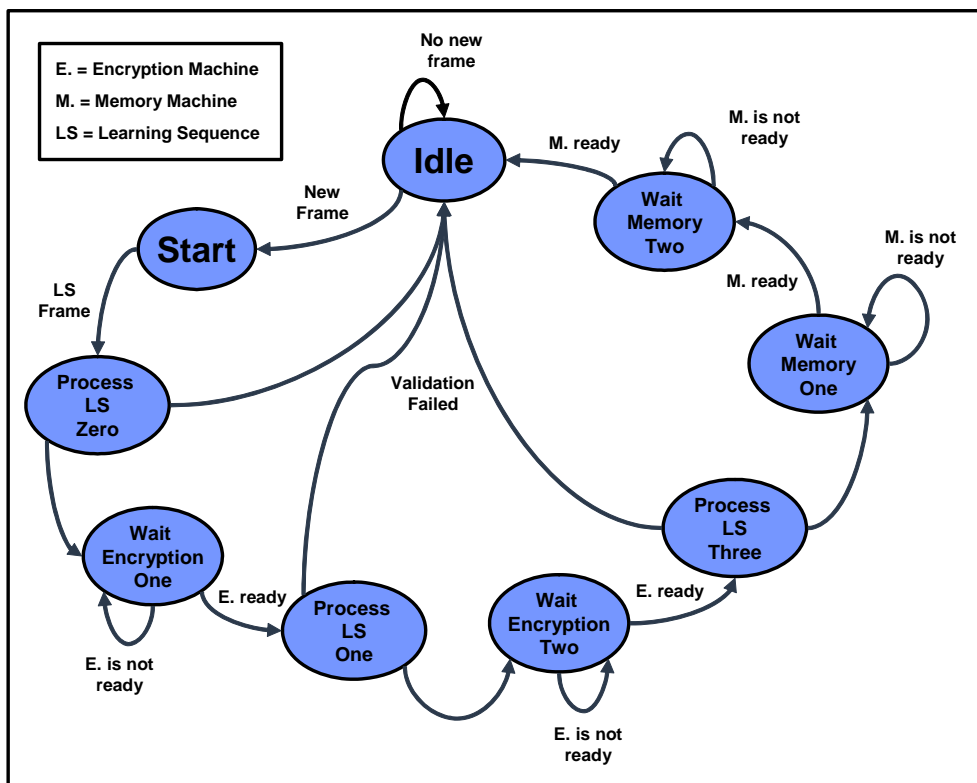 E. = Encryption Machine
M. = Memory Machine
LS = Learning Sequence
No new
frame
Idle
M. ready
M. is not
ready
Wait
Memory
Two
New
Frame
Start
M. is not
ready
M. ready
LS
Frame
Wait
Memory
One
Process
LS
Zero
Validation
Failed
Process
LS
Three
Wait
Encryption
One
E. ready
Process
LS
One
Wait
Encryption
Two
E. ready
E. is not
ready
E. is not
ready